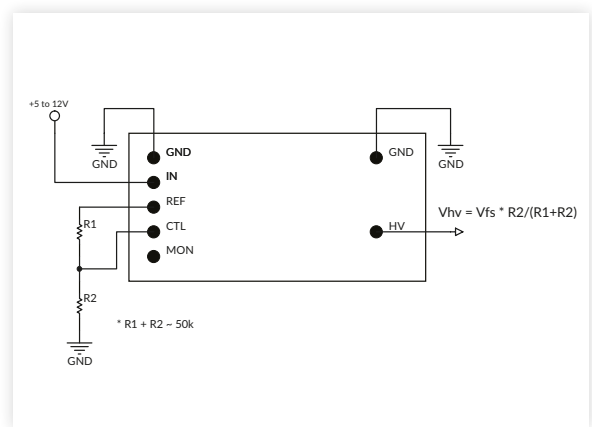 +5 to 12V
GND
GND
GND
IN
REF
CTL
MON
R1
R2
GND
* R1 + R2 ~ 50k
GND
HV
GND
Vhv = Vfs * R2/(R1+R2)